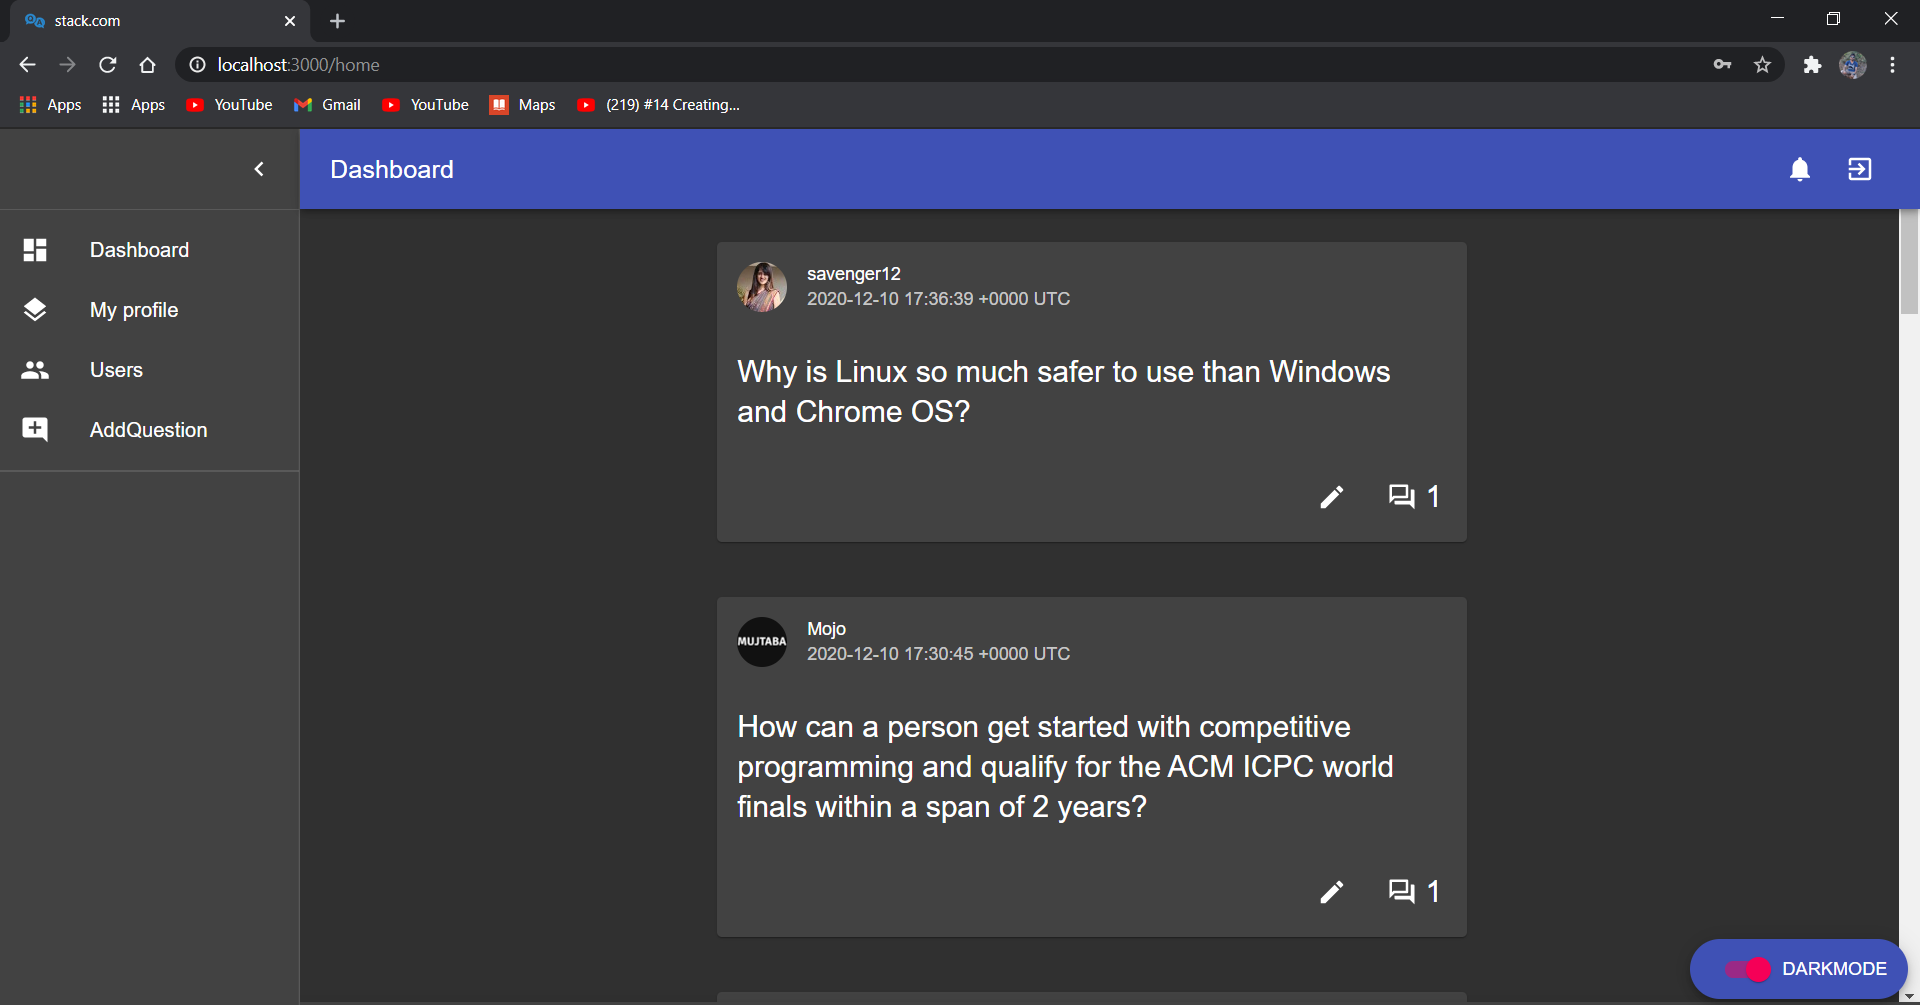 stack.com
localhost:3000/home
Apps
Apps
YouTube
Gmail
YouTube
Maps
(219) #14 Creating...
Dashboard
Dashboard
My profile
Users
AddQuestion
savenger12
2020-12-10 17:36:39 +0000 UTC
Why is Linux so much safer to use than Windows
and Chrome OS?
1
MUJTABA
Mojo
2020-12-10 17:30:45 +0000 UTC
How can a person get started with competitive
programming and qualify for the ACM ICPC world
finals within a span of 2 years?
1
DARKMODE